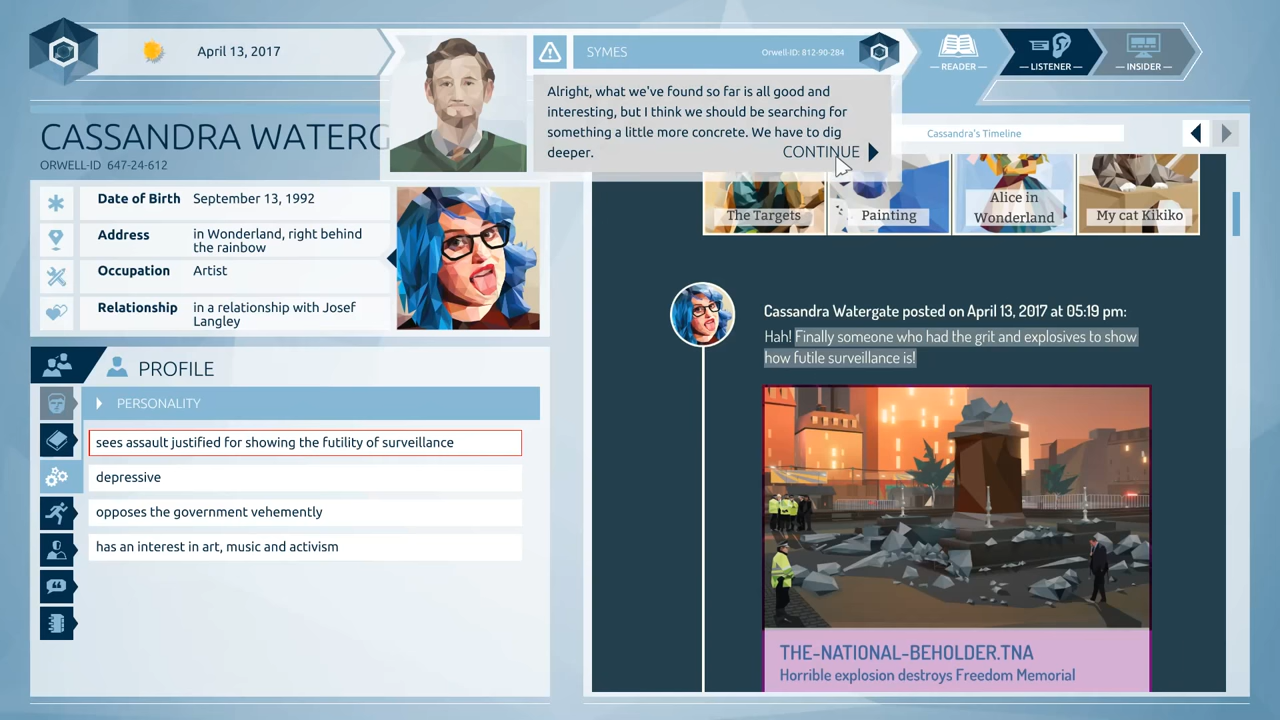 April 13, 2017
SYMES
Orwell-ID: 812-90-284
Alright, what we've found so far is all good and
interesting, but I think we should be searching for
something a little more concrete. We have to dig
deeper.
CONTINUE
— READER —
— LISTENER —
— INSIDER —
CASSANDRA WATERG
ORWELL-ID 647-24-612
Date of Birth September 13, 1992
Address in Wonderland, right behind
the rainbow
Occupation Artist
Relationship in a relationship with Josef
Langley
PROFILE
PERSONALITY
sees assault justified for showing the futility of surveillance
depressive
opposes the government vehemently
has an interest in art, music and activism
Cassandra's Timeline
The Targets
Painting
Alice in
Wonderland
My cat Kikiko
Cassandra Watergate posted on April 13, 2017 at 05:19 pm:
Hah! Finally someone who had the grit and explosives to show
how futile surveillance is!
THE-NATIONAL-BEHOLDER.TNA
Horrible explosion destroys Freedom Memorial